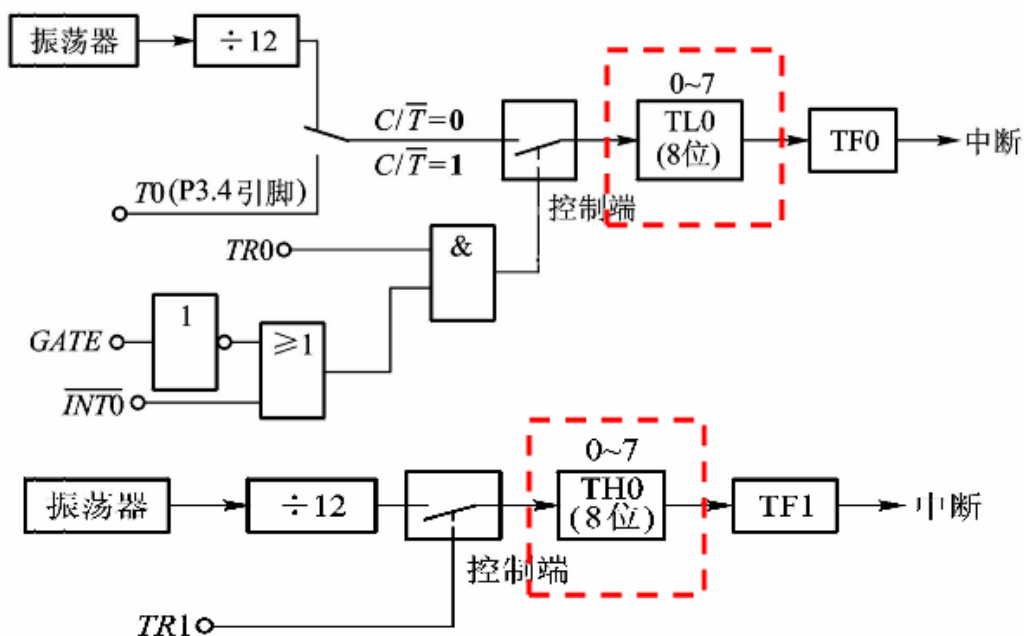 振荡器
÷12
C/T̅=0
C/T̅=1
T0(P3.4引脚)
控制端
0~7
TL0
(8位)
TF0
中断
TR0
&
GATE
1
≥1
I̅N̅T̅0̅
振荡器
÷12
控制端
TR1
0~7
TH0
(8位)
TF1
中断